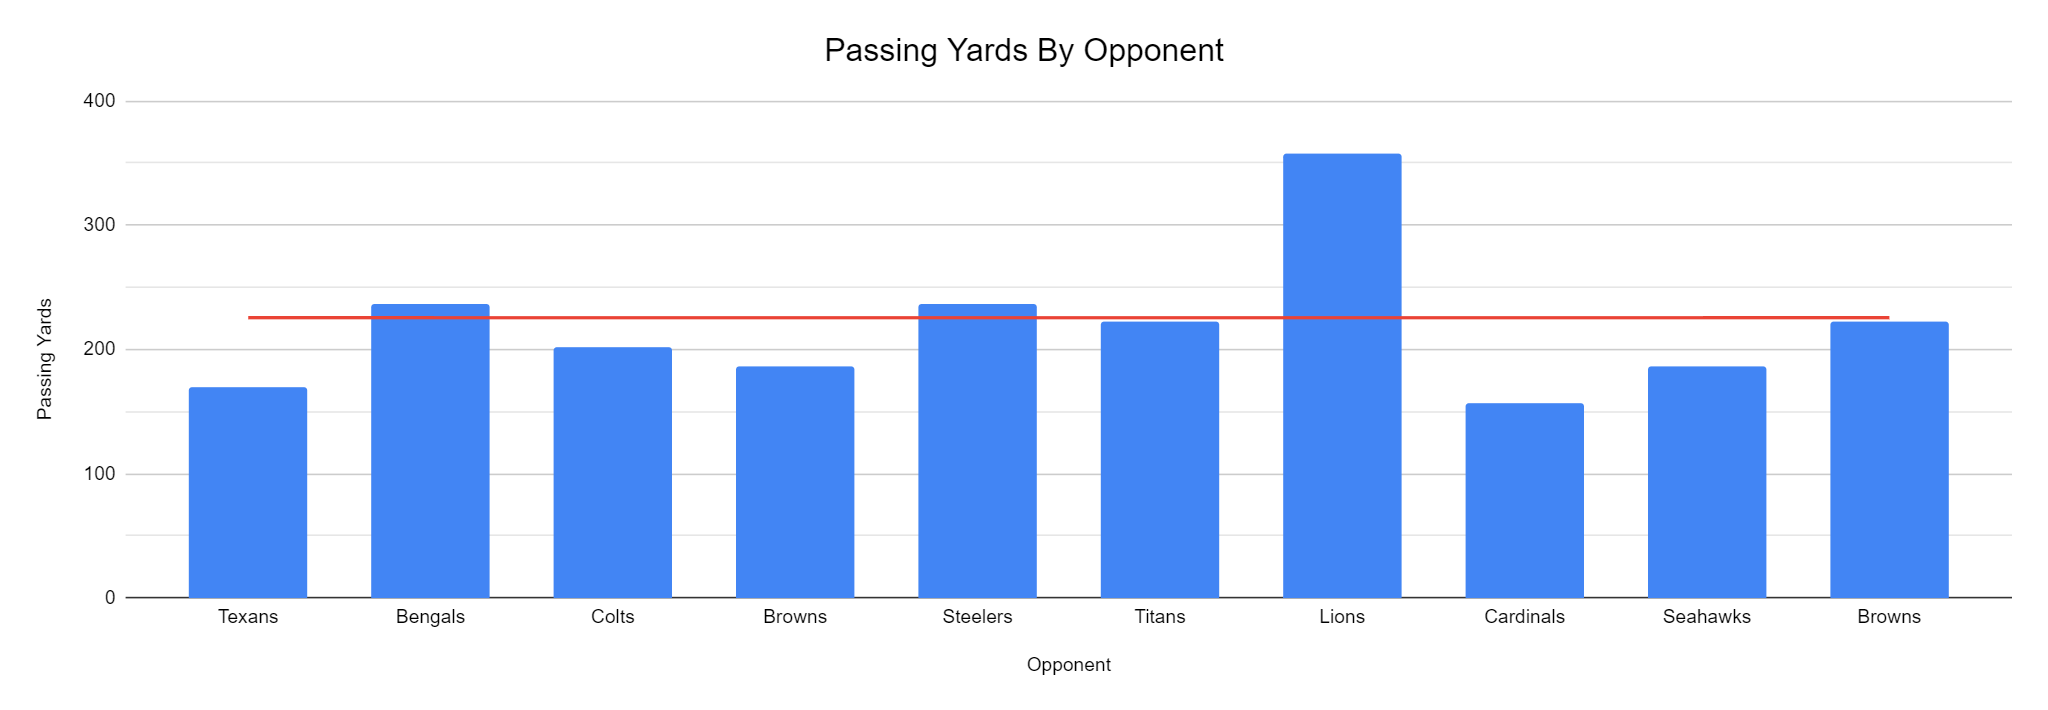 Passing Yards By Opponent
400
300
200
100
0
Passing Yards
Texans Bengals Colts Browns Steelers Titans Lions Cardinals Seahawks Browns
Opponent